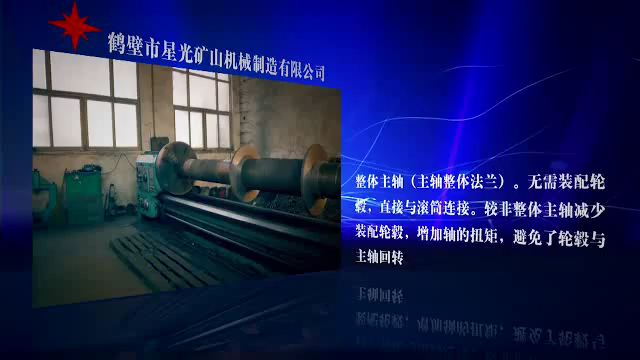 鹤壁市星光矿山机械制造有限公司
整体主轴（主轴整体法兰）。无需装配轮
毂，直接与滚筒连接。较非整体主轴减少
装配轮毂，增加轴的扭矩，避免了轮毂与
主轴回转